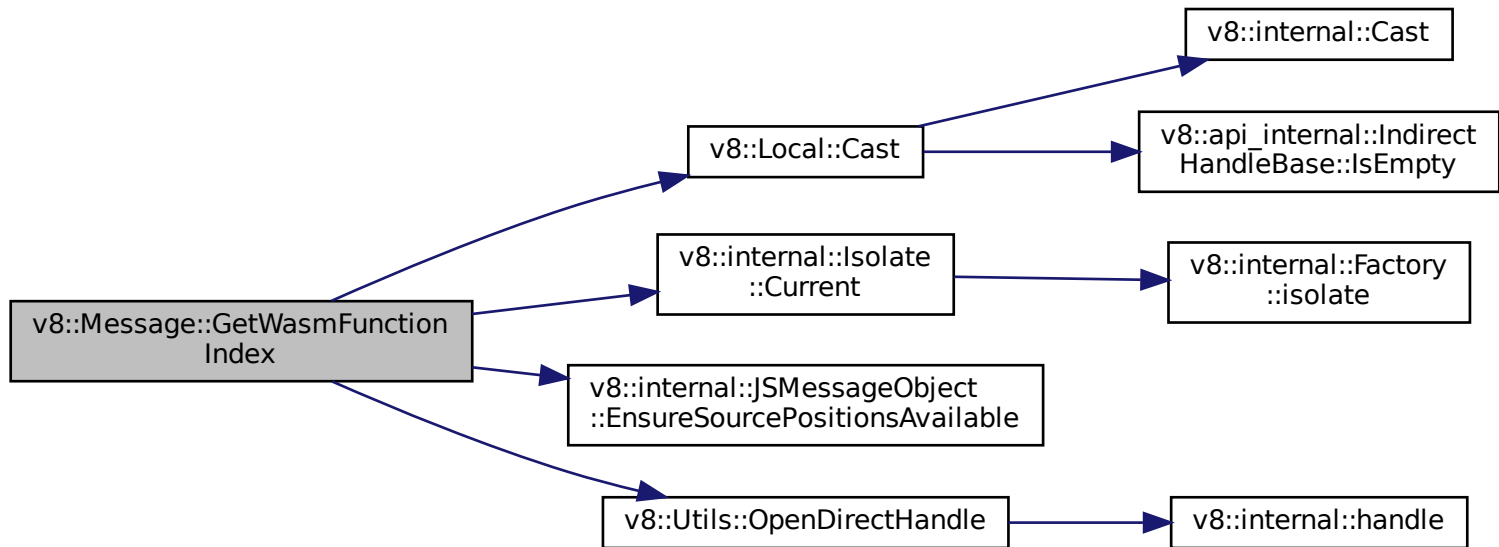 v8::internal::Cast
v8::Local::Cast
v8::api_internal::Indirect
HandleBase::IsEmpty
v8::internal::Isolate
::Current
v8::internal::Factory
::isolate
v8::Message::GetWasmFunction
Index
v8::internal::JSMessageObject
::EnsureSourcePositionsAvailable
v8::Utils::OpenDirectHandle
v8::internal::handle